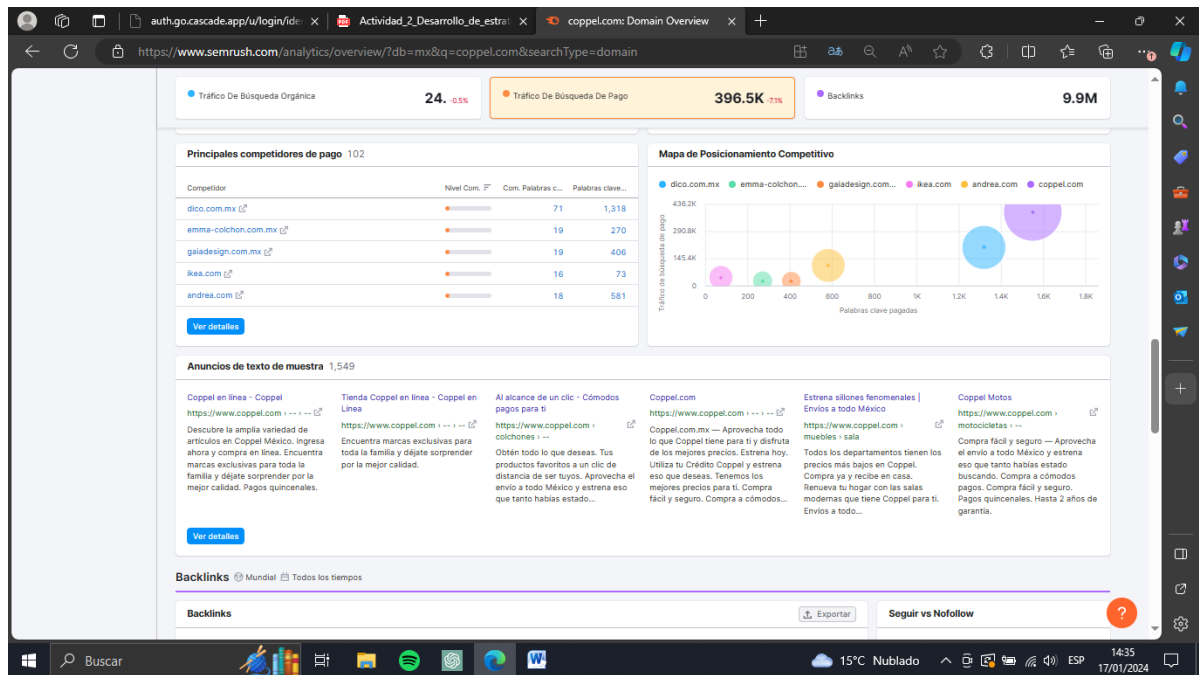 auth.go.cascade.app/u/login/ide
Actividad_2_Desarrollo_de_estrat
coppel.com: Domain Overview
https://www.semrush.com/analytics/overview/?db=mx&q=coppel.com&searchType=domain
Tráfico De Búsqueda Orgánica 24. -0.5%
Tráfico De Búsqueda De Pago 396.5K -7.1%
Backlinks 9.9M
Principales competidores de pago 102
Competidor Nivel Com. Com. Palabras c... Palabras clave...
dico.com.mx 71 1,318
emma-colchon.com.mx 19 270
gaiadesign.com.mx 19 406
ikea.com 16 73
andrea.com 18 581
Ver detalles
Mapa de Posicionamiento Competitivo
dico.com.mx emma-colchon.... gaiadesign.com... ikea.com andrea.com coppel.com
Tráfico de búsqueda de pago
436.2K
290.8K
145.4K
0
0 200 400 600 800 1K 1.2K 1.4K 1.6K 1.8K
Palabras clave pagadas
Anuncios de texto de muestra 1,549
Coppel en línea - Coppel
https://www.coppel.com › -- › --
Descubre la amplia variedad de
artículos en Coppel México. Ingresa
ahora y compra en línea. Encuentra
marcas exclusivas para toda la
familia y déjate sorprender por la
mejor calidad. Pagos quincenales.
Tienda Coppel en línea - Coppel en
Línea
https://www.coppel.com › -- › --
Encuentra marcas exclusivas para
toda la familia y déjate sorprender
por la mejor calidad.
Al alcance de un clic - Cómodos
pagos para ti
https://www.coppel.com ›
colchones › --
Obtén todo lo que deseas. Tus
productos favoritos a un clic de
distancia de ser tuyos. Aprovecha el
envío a todo México y estrena eso
que tanto habías estado...
Coppel.com
https://www.coppel.com › -- › --
Coppel.com.mx — Aprovecha todo
lo que Coppel tiene para ti y disfruta
de los mejores precios. Estrena hoy.
Utiliza tu Crédito Coppel y estrena
eso que deseas. Tenemos los
mejores precios para ti. Compra
fácil y seguro. Compra a cómodos...
Estrena sillones fenomenales |
Envíos a todo México
https://www.coppel.com ›
muebles › sala
Todos los departamentos tienen los
precios más bajos en Coppel.
Compra ya y recibe en casa.
Renueva tu hogar con las salas
modernas que tiene Coppel para ti.
Envíos a todo...
Coppel Motos
https://www.coppel.com ›
motocicletas › --
Compra fácil y seguro — Aprovecha
el envío a todo México y estrena
eso que tanto habías estado
buscando. Compra a cómodos
pagos. Compra fácil y seguro.
Pagos quincenales. Hasta 2 años de
garantía.
Ver detalles
Backlinks Mundial Todos los tiempos
Backlinks Exportar
Seguir vs Nofollow
?
Buscar
15°C Nublado
ESP
14:35
17/01/2024